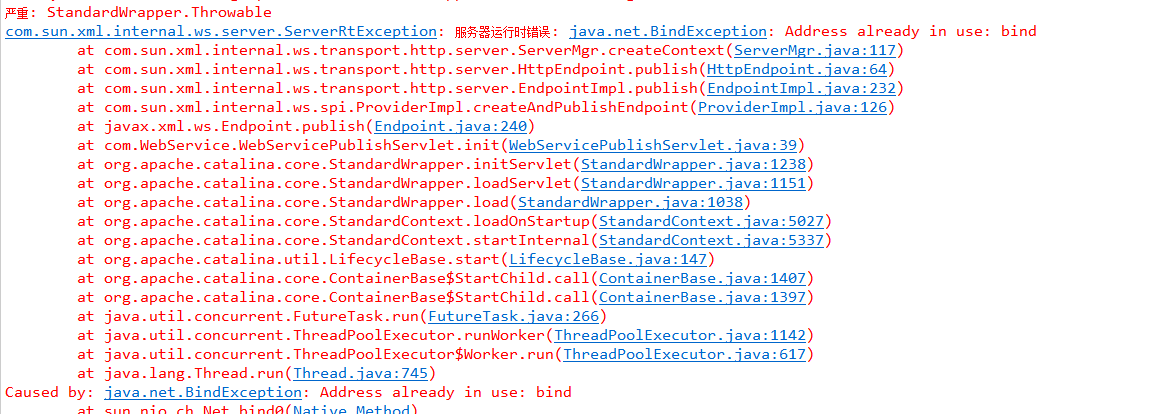 严重: StandardWrapper.Throwable
com.sun.xml.internal.ws.server.ServerRtException: 服务器运行时错误: java.net.BindException: Address already in use: bind
at com.sun.xml.internal.ws.transport.http.server.ServerMgr.createContext(ServerMgr.java:117)
at com.sun.xml.internal.ws.transport.http.server.HttpEndpoint.publish(HttpEndpoint.java:64)
at com.sun.xml.internal.ws.transport.http.server.EndpointImpl.publish(EndpointImpl.java:232)
at com.sun.xml.internal.ws.spi.ProviderImpl.createAndPublishEndpoint(ProviderImpl.java:126)
at javax.xml.ws.Endpoint.publish(Endpoint.java:240)
at com.WebService.WebServicePublishServlet.init(WebServicePublishServlet.java:39)
at org.apache.catalina.core.StandardWrapper.initServlet(StandardWrapper.java:1238)
at org.apache.catalina.core.StandardWrapper.loadServlet(StandardWrapper.java:1151)
at org.apache.catalina.core.StandardWrapper.load(StandardWrapper.java:1038)
at org.apache.catalina.core.StandardContext.loadOnStartup(StandardContext.java:5027)
at org.apache.catalina.core.StandardContext.startInternal(StandardContext.java:5337)
at org.apache.catalina.util.LifecycleBase.start(LifecycleBase.java:147)
at org.apache.catalina.core.ContainerBase$StartChild.call(ContainerBase.java:1407)
at org.apache.catalina.core.ContainerBase$StartChild.call(ContainerBase.java:1397)
at java.util.concurrent.FutureTask.run(FutureTask.java:266)
at java.util.concurrent.ThreadPoolExecutor.runWorker(ThreadPoolExecutor.java:1142)
at java.util.concurrent.ThreadPoolExecutor$Worker.run(ThreadPoolExecutor.java:617)
at java.lang.Thread.run(Thread.java:745)
Caused by: java.net.BindException: Address already in use: bind
at sun.nio.ch.Net.bind0(Native Method)